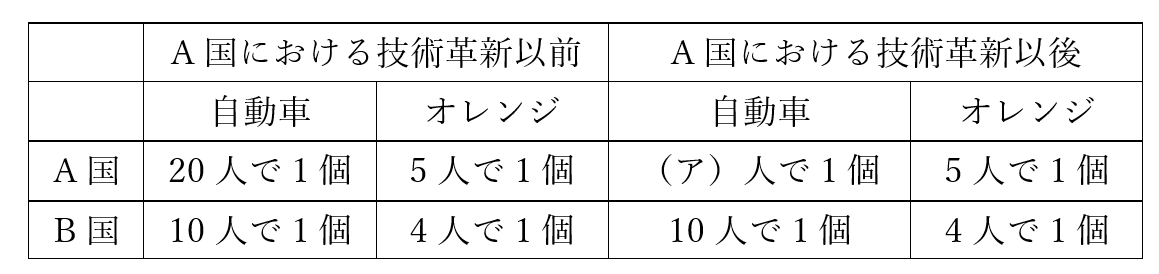 A 国における技術革新以前 A 国における技術革新以後
自動車 オレンジ 自動車 オレンジ
A 国 20 人で 1 個 5 人で 1 個 （ア）人で 1 個 5 人で 1 個
B 国 10 人で 1 個 4 人で 1 個 10 人で 1 個 4 人で 1 個